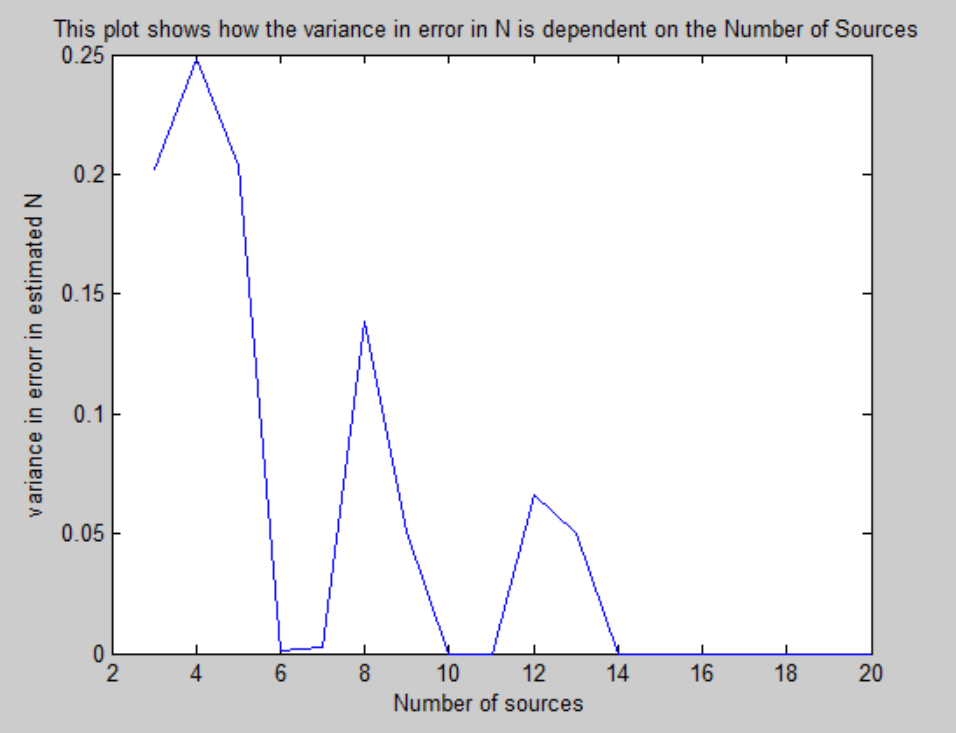 This plot shows how the variance in error in N is dependent on the Number of Sources
0.25
0.2
0.15
0.1
0.05
0
variance in errorr in estimated N
2 4 6 8 10 12 14 16 18 20
Number of sources